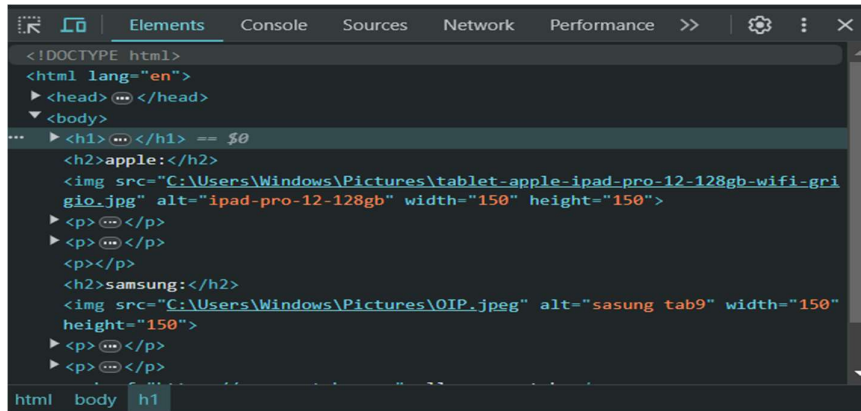 Elements Console Sources Network Performance >>
<!DOCTYPE html>
<html lang="en">
<head>…</head>
<body>
… <h1>…</h1> == $0
<h2>apple:</h2>
<img src="C:\Users\Windows\Pictures\tablet-apple-ipad-pro-12-128gb-wifi-gri
gio.jpg" alt="ipad-pro-12-128gb" width="150" height="150">
<p>…</p>
<p>…</p>
<p></p>
<h2>samsung:</h2>
<img src="C:\Users\Windows\Pictures\OIP.jpeg" alt="sasung tab9" width="150"
height="150">
<p>…</p>
<p>…</p>
html body h1